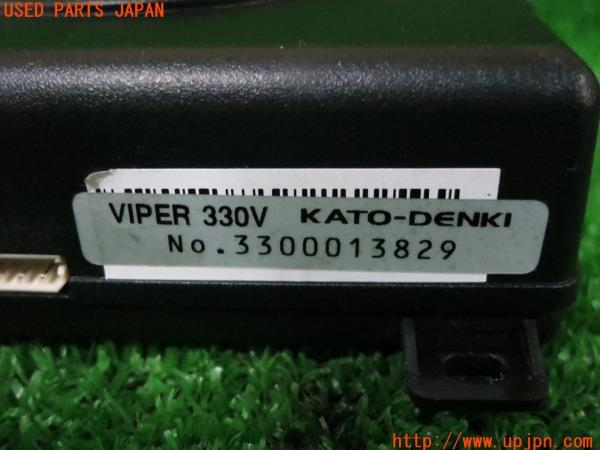 USED PARTS JAPAN
VIPER 330V KATO-DENKI
No.3300013829
http://www.upjpn.com/